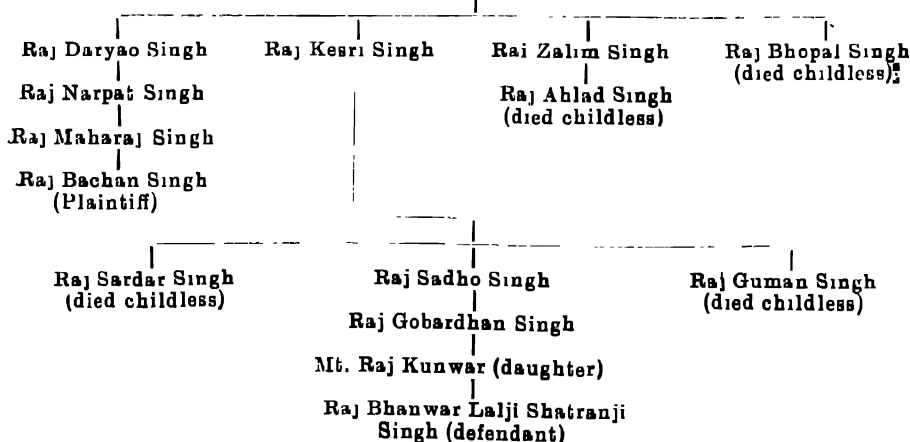 Raj Daryao Singh Raj Kesri Singh Rai Zalim Singh Raj Bhopal Singh
(died childless):
Raj Narpat Singh Raj Ahlad Singh
(died childless)
Raj Maharaj Singh
Raj Bachan Singh
(Plaintiff)
Raj Sardar Singh Raj Sadho Singh Raj Guman Singh
(died childless) (died childless)
Raj Gobardhan Singh
Mt. Raj Kunwar (daughter)
Raj Bhanwar Lalji Shatranji
Singh (defendant)